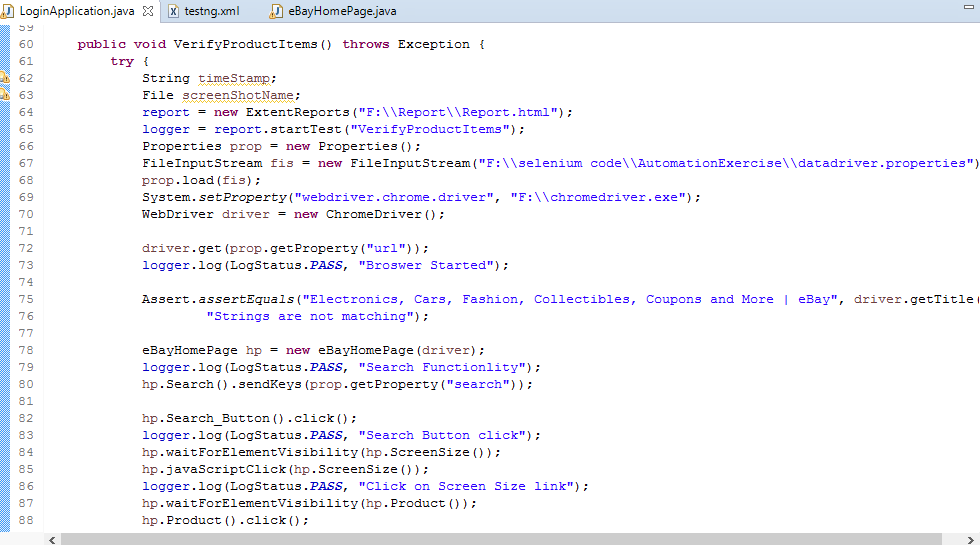 LoginApplication.java testng.xml eBayHomePage.java
59
60 public void VerifyProductItems() throws Exception {
61 try {
62 String timeStamp;
63 File screenShotName;
64 report = new ExtentReports("F:\\Report\\Report.html");
65 logger = report.startTest("VerifyProductItems");
66 Properties prop = new Properties();
67 FileInputStream fis = new FileInputStream("F:\\selenium code\\AutomationExercise\\datadriver.properties")
68 prop.load(fis);
69 System.setProperty("webdriver.chrome.driver", "F:\\chromedriver.exe");
70 WebDriver driver = new ChromeDriver();
71
72 driver.get(prop.getProperty("url"));
73 logger.log(LogStatus.PASS, "Broswer Started");
74
75 Assert.assertEquals("Electronics, Cars, Fashion, Collectibles, Coupons and More | eBay", driver.getTitle(
76 "Strings are not matching");
77
78 eBayHomePage hp = new eBayHomePage(driver);
79 logger.log(LogStatus.PASS, "Search Functionlity");
80 hp.Search().sendKeys(prop.getProperty("search"));
81
82 hp.Search_Button().click();
83 logger.log(LogStatus.PASS, "Search Button click");
84 hp.waitForElementVisibility(hp.ScreenSize());
85 hp.javaScriptClick(hp.ScreenSize());
86 logger.log(LogStatus.PASS, "Click on Screen Size link");
87 hp.waitForElementVisibility(hp.Product());
88 hp.Product().click();